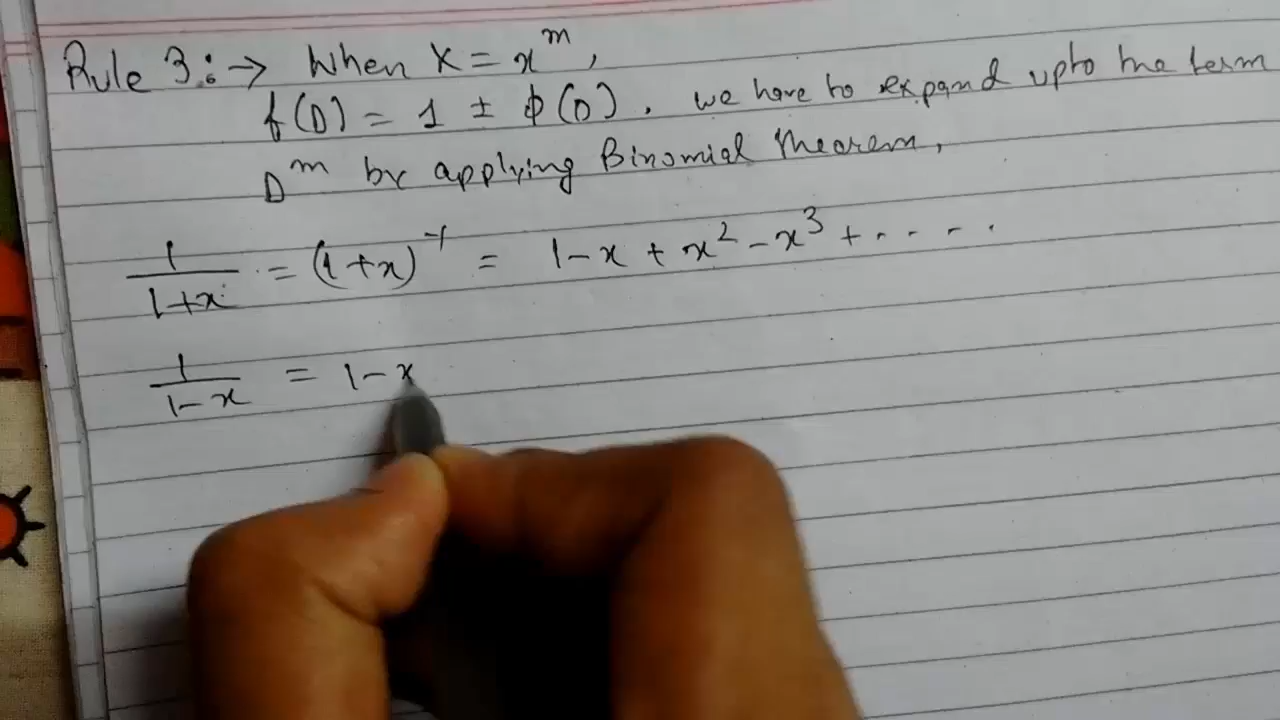 Rule 3:→ When X = x^m,
f(D) = 1 ± φ(D). we have to expand upto the term
D^m by applying Binomial Theorem,
1/(1+x) = (1+x)^-1 = 1-x+x^2-x^3+.....
1/(1-x) = 1-x